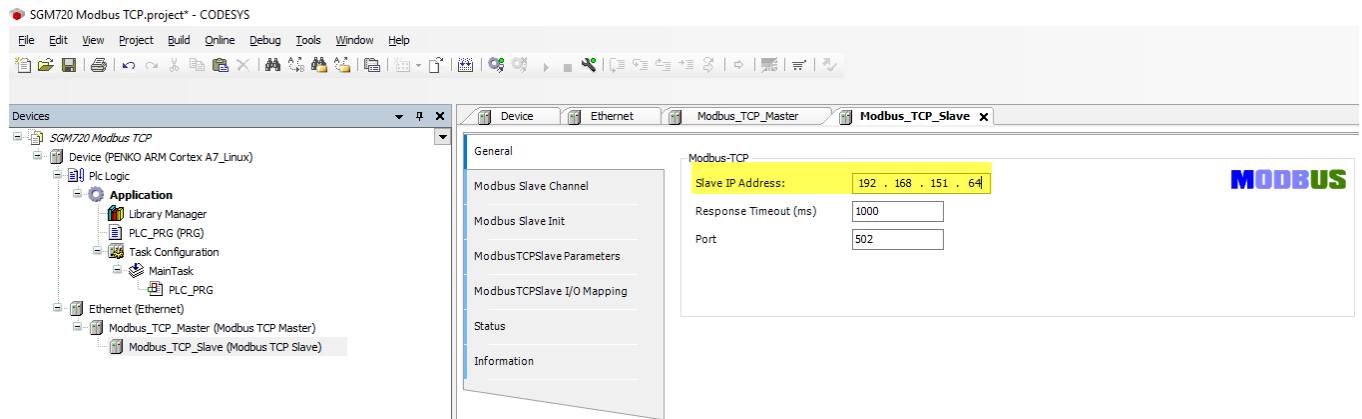 SGM720 Modbus TCP.project* - CODESYS
File Edit View Project Build Online Debug Tools Window Help
Devices
SGM720 Modbus TCP
Device (PENKO ARM Cortex A7_Linux)
Plc Logic
Application
Library Manager
PLC_PRG (PRG)
Task Configuration
MainTask
PLC_PRG
Ethernet (Ethernet)
Modbus_TCP_Master (Modbus TCP Master)
Modbus_TCP_Slave (Modbus TCP Slave)
Device Ethernet Modbus_TCP_Master Modbus_TCP_Slave
General
Modbus Slave Channel
Modbus Slave Init
ModbusTCPSlave Parameters
ModbusTCPSlave I/O Mapping
Status
Information
Modbus-TCP
Slave IP Address: 192 . 168 . 151 . 64
Response Timeout (ms) 1000
Port 502
MODBUS